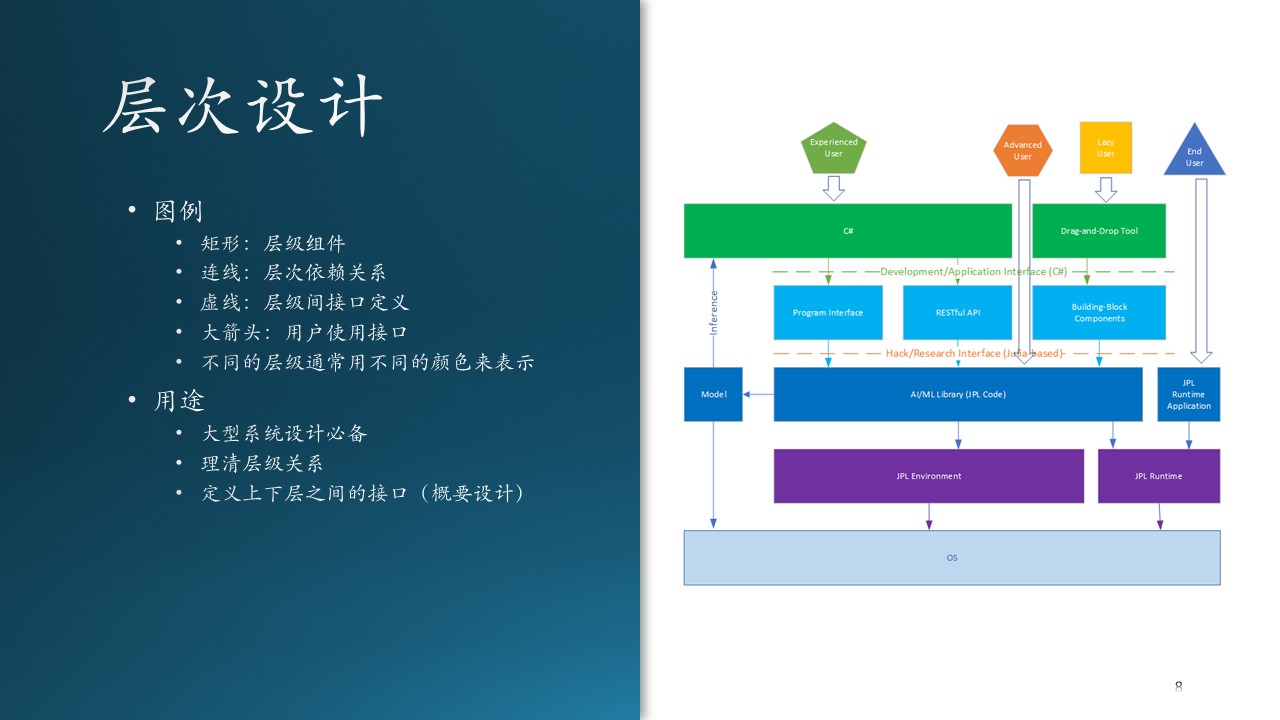 层次设计
• 图例
• 矩形：层级组件
• 连线：层次依赖关系
• 虚线：层级间接口定义
• 大箭头：用户使用接口
• 不同的层级通常用不同的颜色来表示
• 用途
• 大型系统设计必备
• 理清层级关系
• 定义上下层之间的接口（概要设计）
Experienced
User
Advanced
User
Lazy
User
End
User
C#
Drag-and-Drop Tool
Development/Application Interface (C#)
Inference
Program Interface
RESTful API
Building-Block
Components
Hack/Research Interface (Julia-based)
Model
AI/ML Library (JPL Code)
JPL
Runtime
Application
JPL Environment
JPL Runtime
OS
8